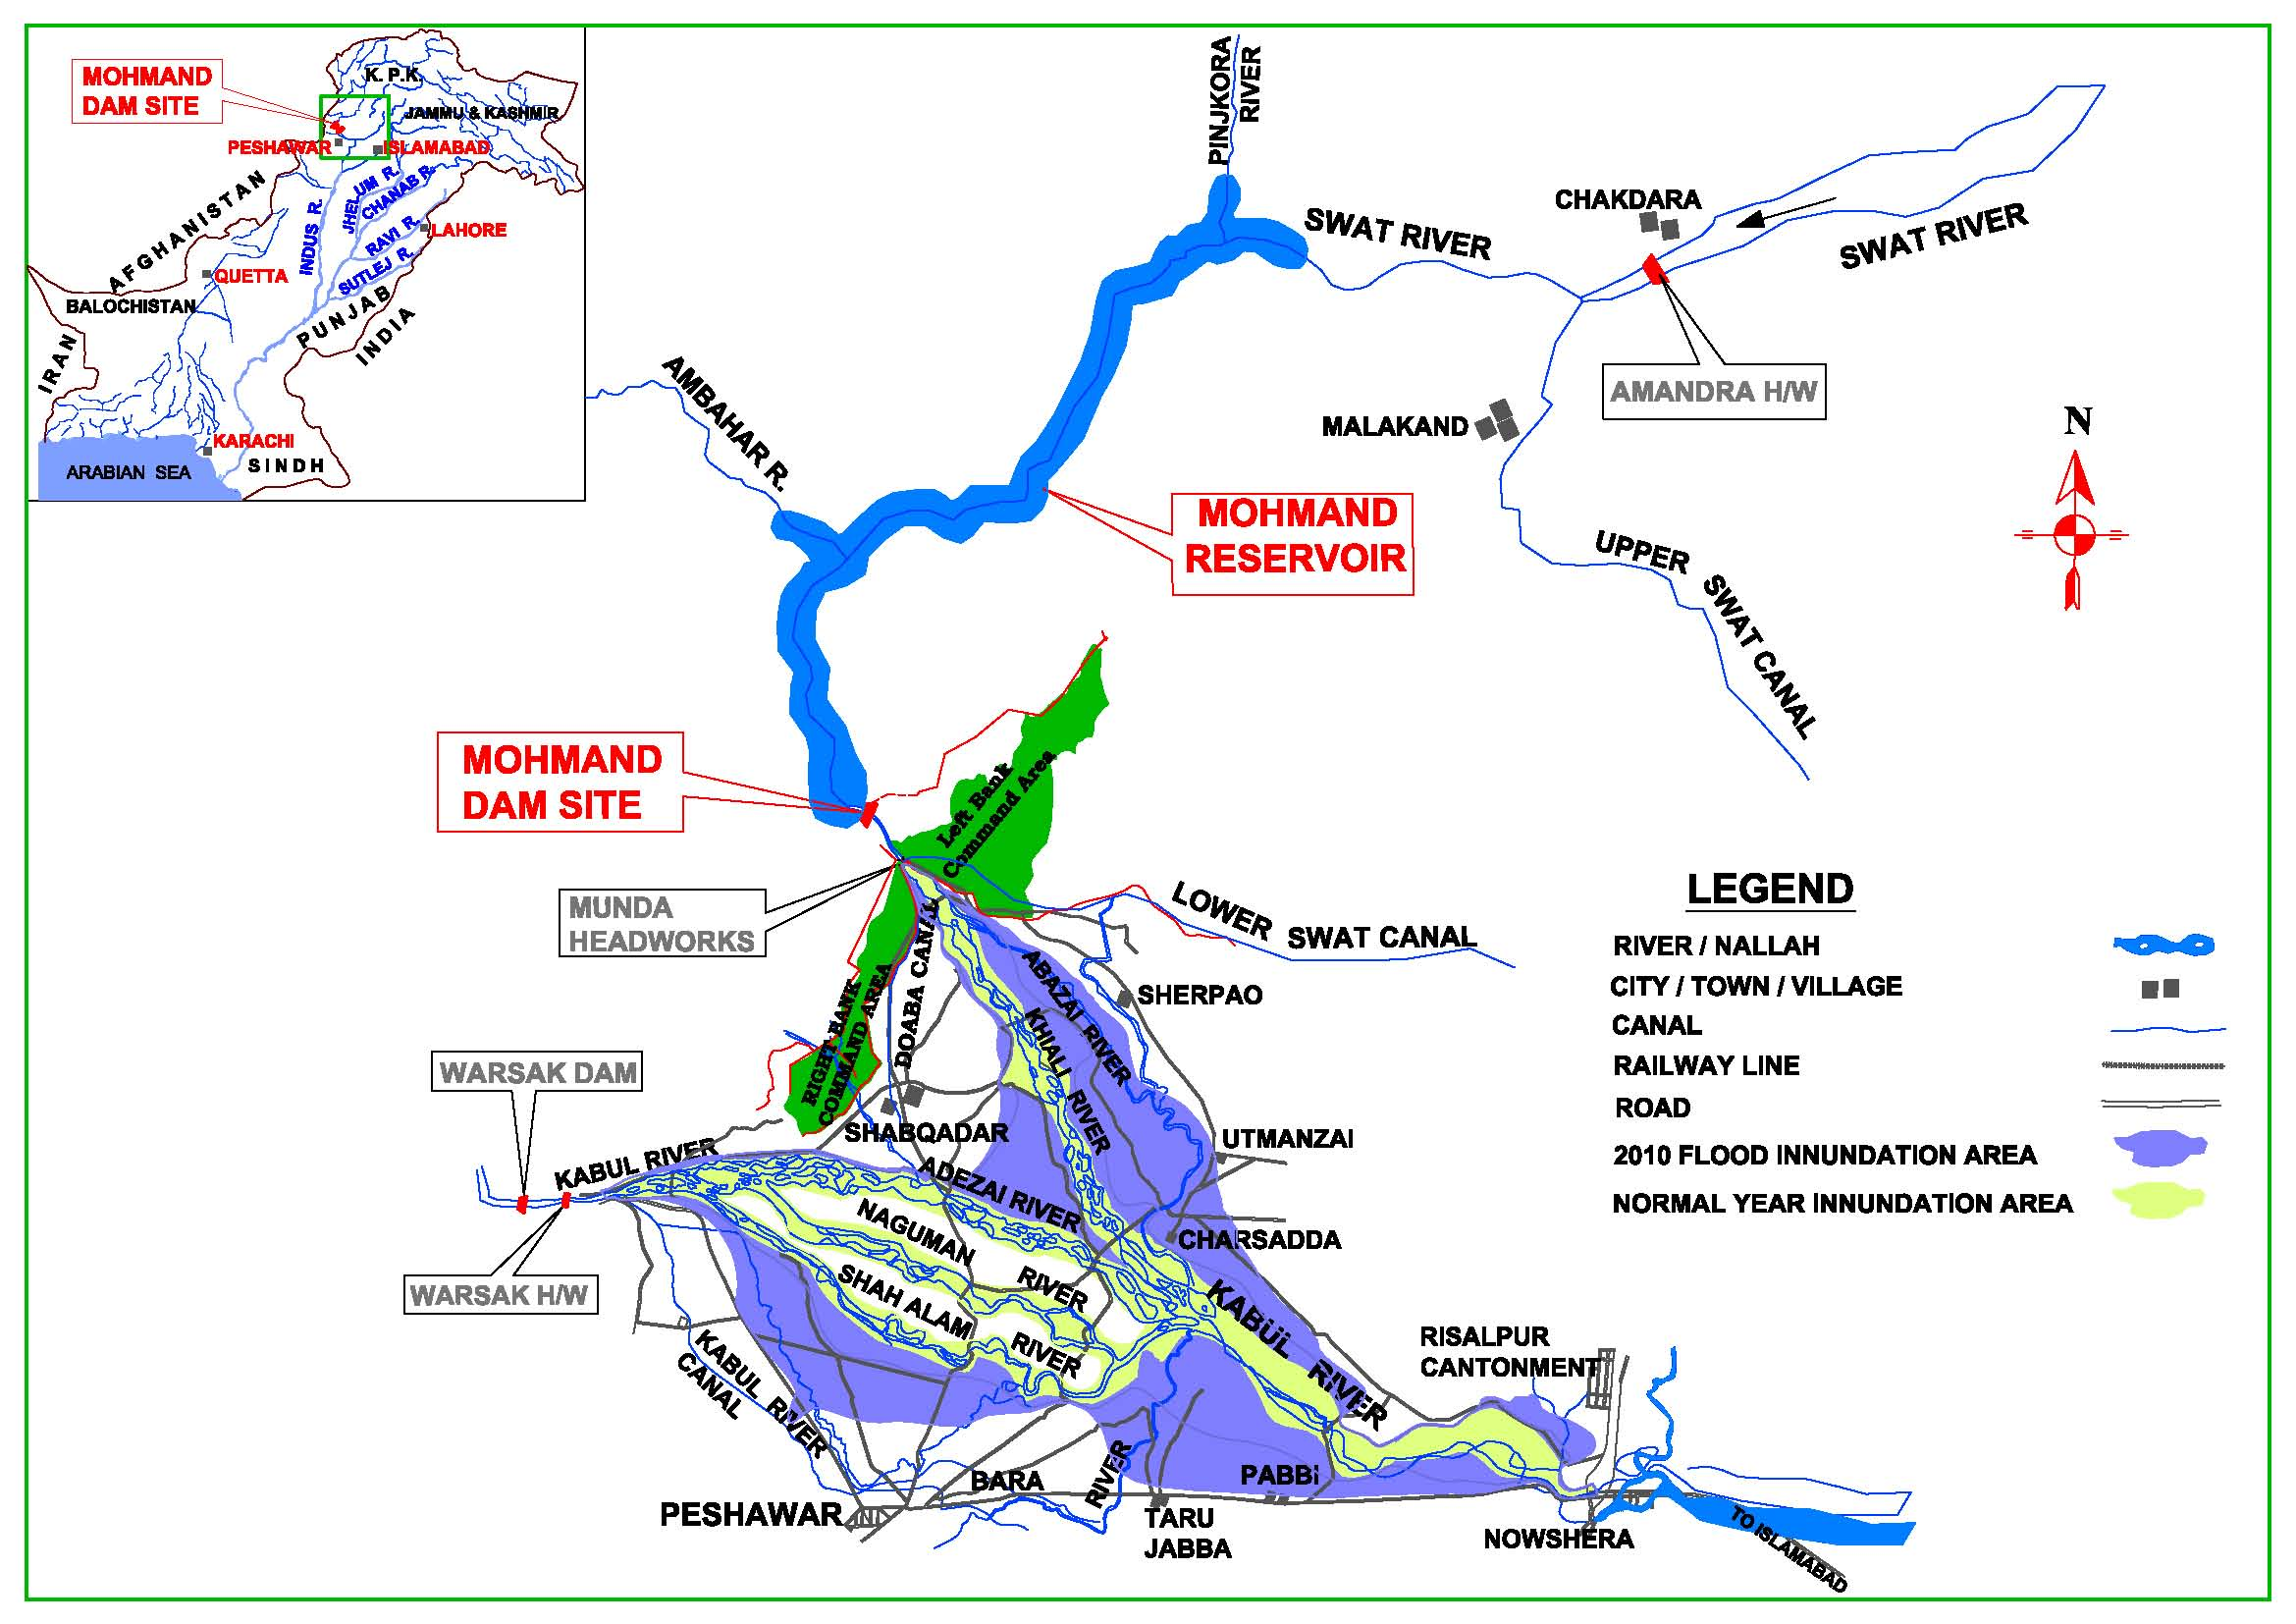 K. P.K.
MOHMAND
DAM SITE
JAMMU & KASHMIR
PESHAWAR
ISLAMABAD
AFGHANISTAN
INDUS R.
JHELUM R.
CHANAB R.
RAVI R.
SUTLEJ R.
LAHORE
QUETTA
BALOCHISTAN
PUNJAB
INDIA
IRAN
KARACHI
SINDH
ARABIAN SEA
PINJKORA
RIVER
CHAKDARA
SWAT RIVER
SWAT RIVER
AMANDRA H/W
MALAKAND
N
AMBAHAR R.
MOHMAND
RESERVOIR
UPPER SWAT CANAL
MOHMAND
DAM SITE
Left Bank
Command Area
MUNDA
HEADWORKS
LOWER SWAT CANAL
DOABA CANAL
RIGHT BANK
COMMAND AREA
ABAZAI RIVER
KHIALI RIVER
SHERPAO
WARSAK DAM
SHABQADAR
UTMANZAI
KABUL RIVER
ADEZAI RIVER
NAGUMAN RIVER
CHARSADDA
WARSAK H/W
SHAH ALAM RIVER
KABUL RIVER
KABUL RIVER
CANAL
RISALPUR
CANTONMENT
BARA RIVER
PABBI
PESHAWAR
TARU
JABBA
NOWSHERA
TO ISLAMABAD
LEGEND
RIVER / NALLAH
CITY / TOWN / VILLAGE
CANAL
RAILWAY LINE
ROAD
2010 FLOOD INNUNDATION AREA
NORMAL YEAR INNUNDATION AREA